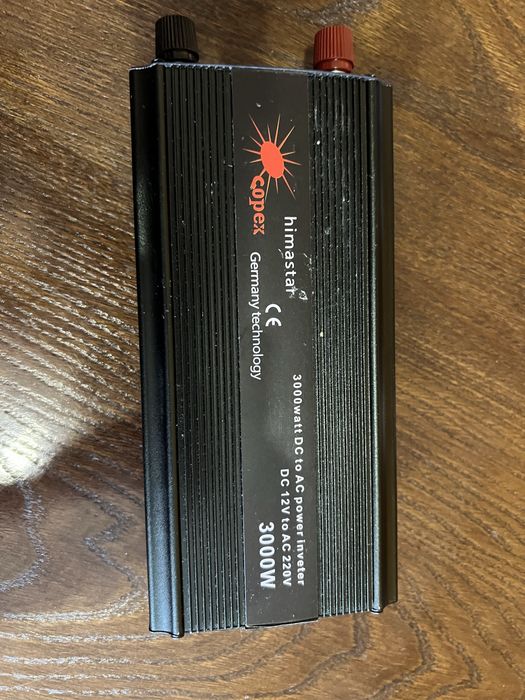 copex
himastar
CE
Germany technology
3000watt DC to AC power inveter
DC 12V to AC 220V
3000W